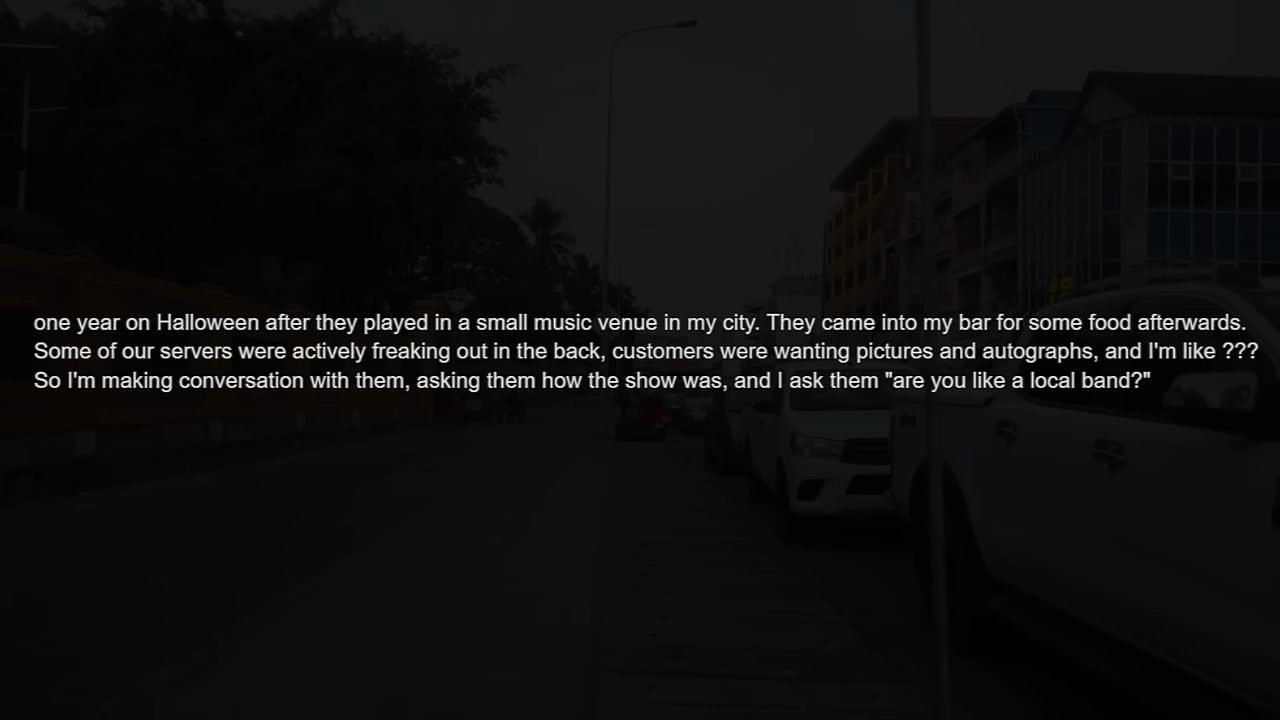 one year on Halloween after they played in a small music venue in my city. They came into my bar for some food afterwards.
Some of our servers were actively freaking out in the back, customers were wanting pictures and autographs, and I'm like ???
So I'm making conversation with them, asking them how the show was, and I ask them "are you like a local band?"